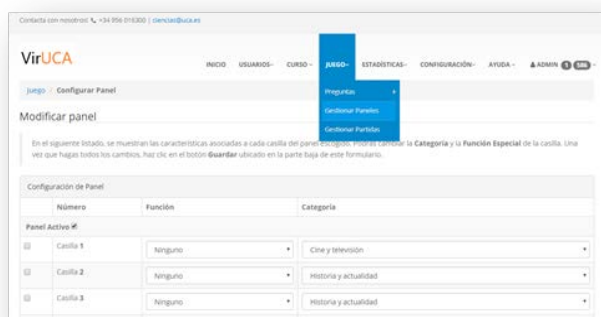 Contacta con nosotros! +34 956 016300 | ciencias@uca.es
VirUCA
INICIO USUARIOS CURSO JUEGO ESTADÍSTICAS CONFIGURACIÓN AYUDA ADMIN 1 586
Juego / Configurar Panel
Preguntas
Gestionar Paneles
Gestionar Partidas
Modificar panel
En el siguiente listado, se muestran las características asociadas a cada casilla del panel escogido. Podrás cambiar la Categoría y la Función Especial de la casilla. Una
vez que hagas todos los cambios, haz clic en el botón Guardar ubicado en la parte baja de este formulario.
Configuración de Panel
Número Función Categoría
Panel Activo
Casilla 1 Ninguno Cine y televisión
Casilla 2 Ninguno Historia y actualidad
Casilla 3 Ninguno Historia y actualidad